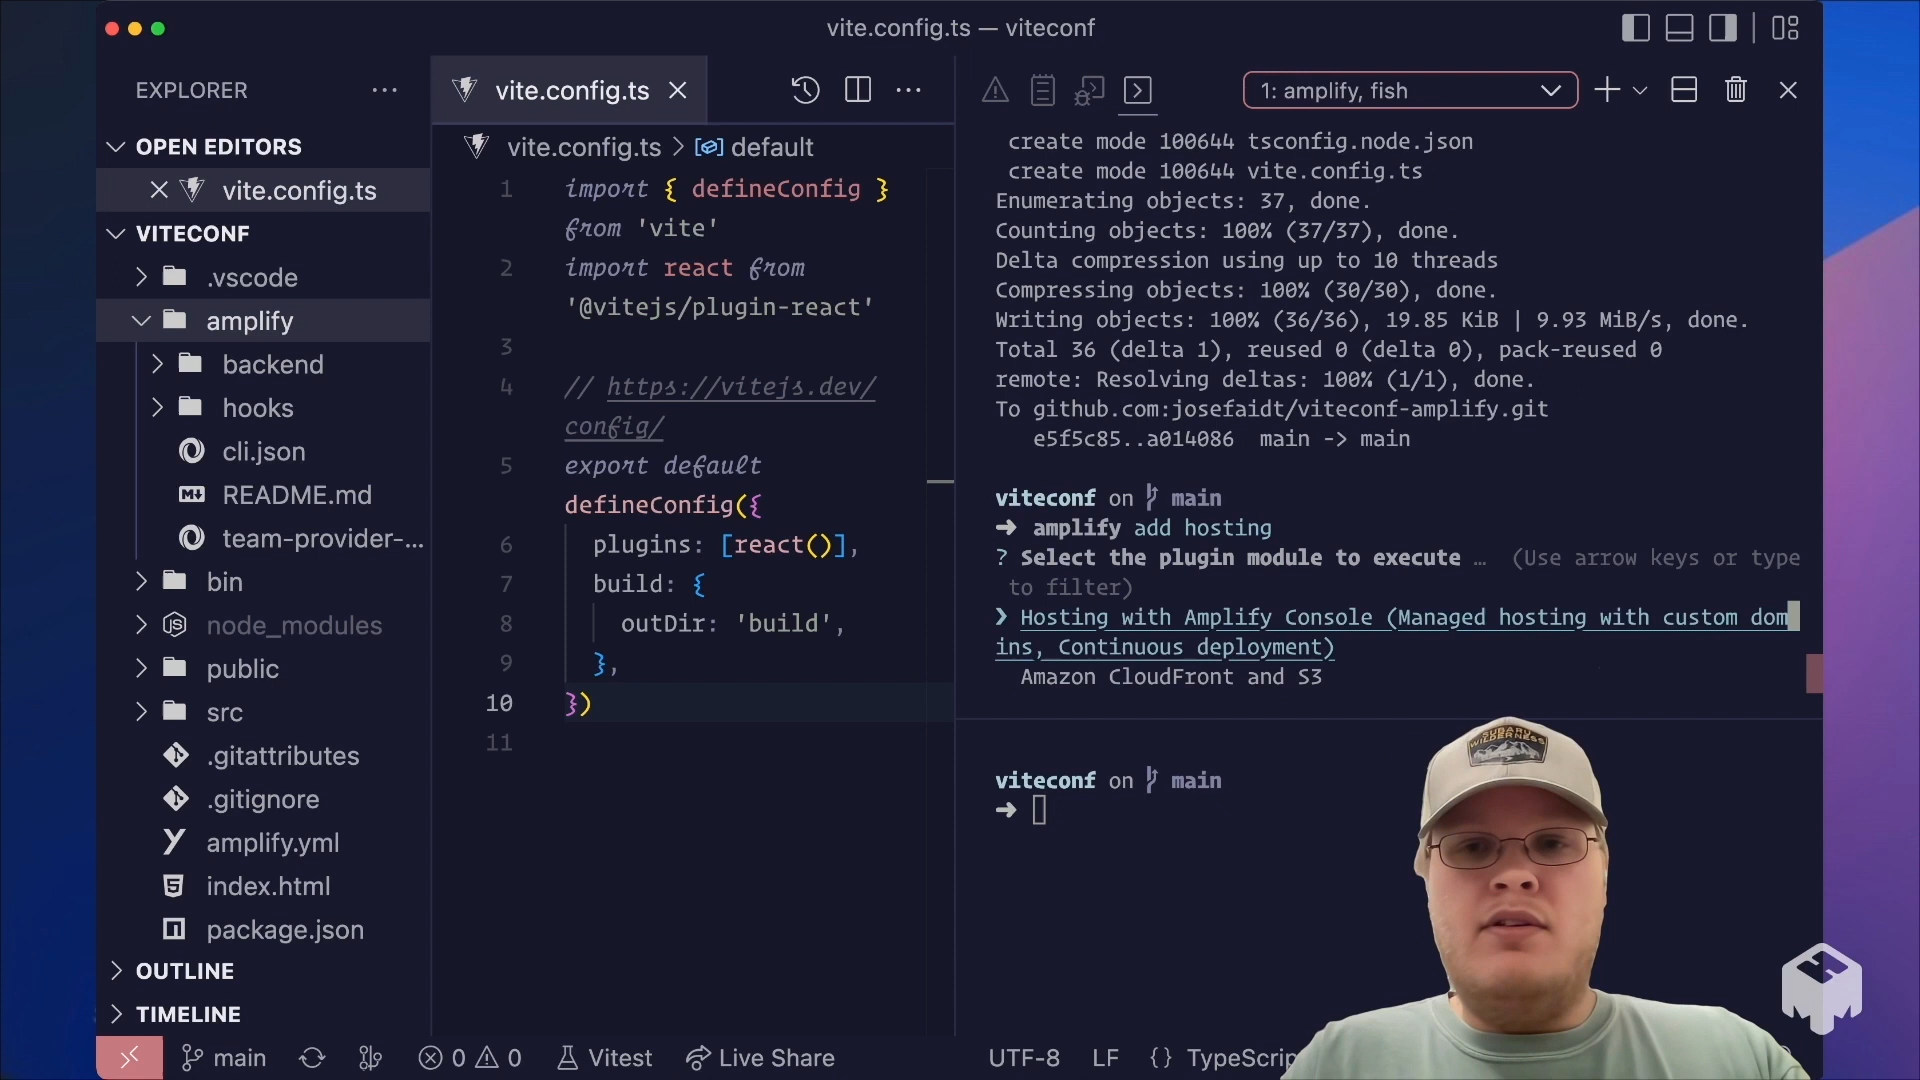 vite.config.ts — viteconf
EXPLORER
vite.config.ts
1: amplify, fish
OPEN EDITORS
vite.config.ts
VITECONF
.vscode
amplify
backend
hooks
cli.json
README.md
team-provider-...
bin
node_modules
public
src
.gitattributes
.gitignore
amplify.yml
index.html
package.json
OUTLINE
TIMELINE
vite.config.ts > default
1 import { defineConfig }
from 'vite'
2 import react from
'@vitejs/plugin-react'
3
4 // https://vitejs.dev/
config/
5 export default
defineConfig({
6 plugins: [react()],
7 build: {
8 outDir: 'build',
9 },
10 })
11
create mode 100644 tsconfig.node.json
create mode 100644 vite.config.ts
Enumerating objects: 37, done.
Counting objects: 100% (37/37), done.
Delta compression using up to 10 threads
Compressing objects: 100% (30/30), done.
Writing objects: 100% (36/36), 19.85 KiB | 9.93 MiB/s, done.
Total 36 (delta 1), reused 0 (delta 0), pack-reused 0
remote: Resolving deltas: 100% (1/1), done.
To github.com:josefaidt/viteconf-amplify.git
e5f5c85..a014086 main -> main
viteconf on main
➜ amplify add hosting
? Select the plugin module to execute … (Use arrow keys or type
to filter)
❯ Hosting with Amplify Console (Managed hosting with custom dom
ins, Continuous deployment)
Amazon CloudFront and S3
viteconf on main
➜
SUBARU
WILDERNESS
main
0 0
Vitest
Live Share
UTF-8
LF
{} TypeScrip